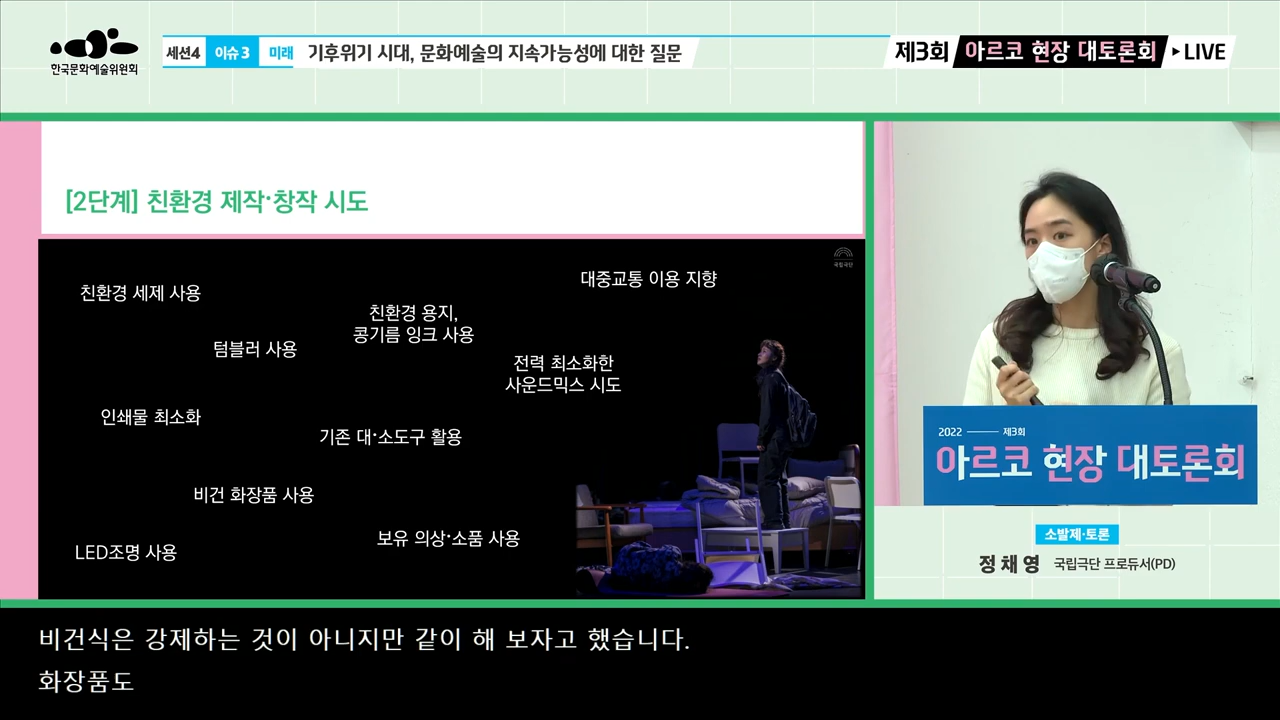 한국문화예술위원회
세션4 이슈 3 미래 기후위기 시대, 문화예술의 지속가능성에 대한 질문
제3회 아르코 현장 대토론회 LIVE
[2단계] 친환경 제작·창작 시도
국립극단
대중교통 이용 지향
친환경 세제 사용
친환경 용지,
콩기름 잉크 사용
텀블러 사용
전력 최소화한
사운드믹스 시도
인쇄물 최소화
기존 대·소도구 활용
비건 화장품 사용
보유 의상·소품 사용
LED조명 사용
2022 제3회
아르코 현장 대토론회
소발제·토론
정채영 국립극단 프로듀서(PD)
비건식은 강제하는 것이 아니지만 같이 해 보자고 했습니다.
화장품도